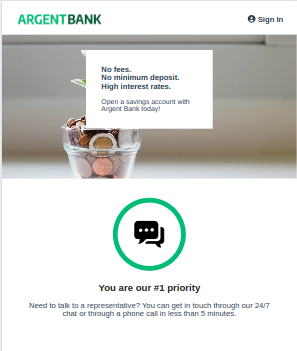 ARGENTBANK
Sign In
No fees.
No minimum deposit.
High interest rates.
Open a savings account with
Argent Bank today!
You are our #1 priority
Need to talk to a representative? You can get in touch through our 24/7
chat or through a phone call in less than 5 minutes.